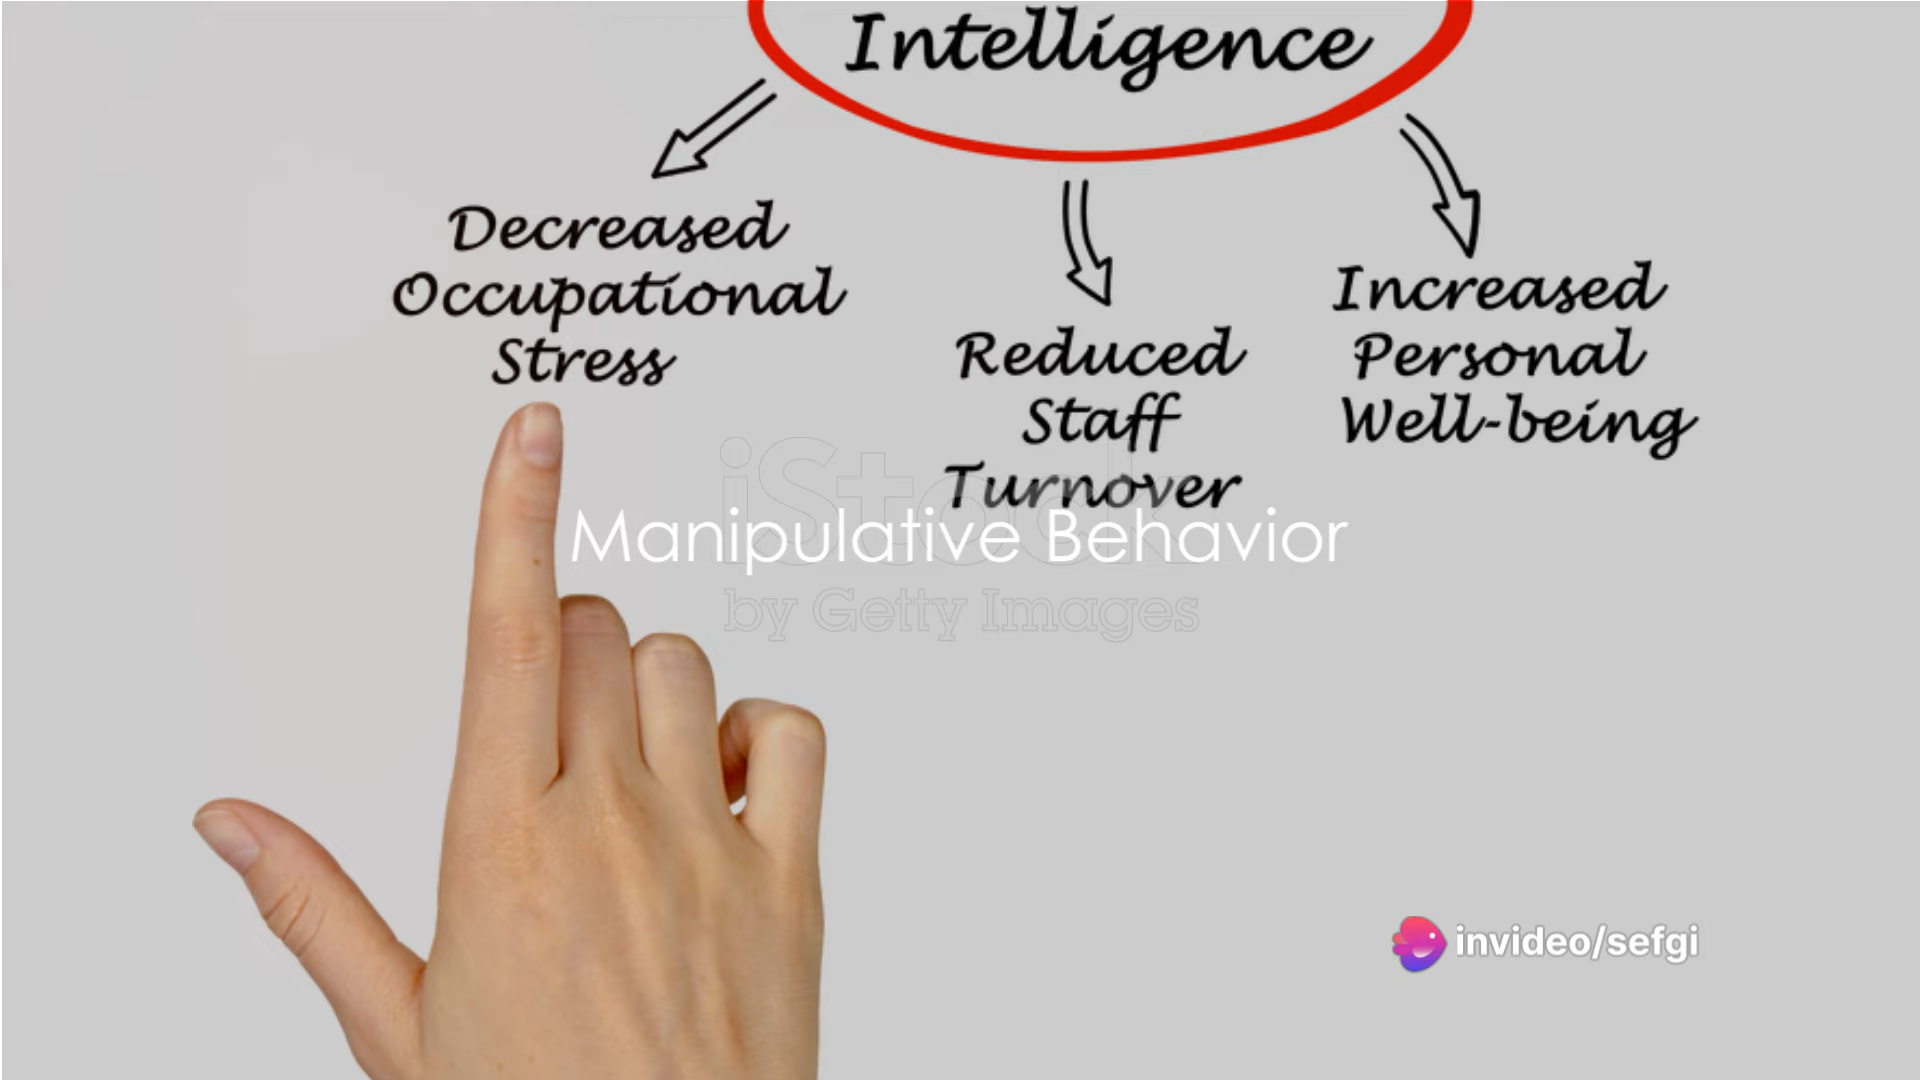 Intelligence
Decreased
Occupational
Stress
Reduced
Staff
Turnover
Increased
Personal
Well-being
iStock
Manipulative Behavior
by Getty Images
invideo/sefgi